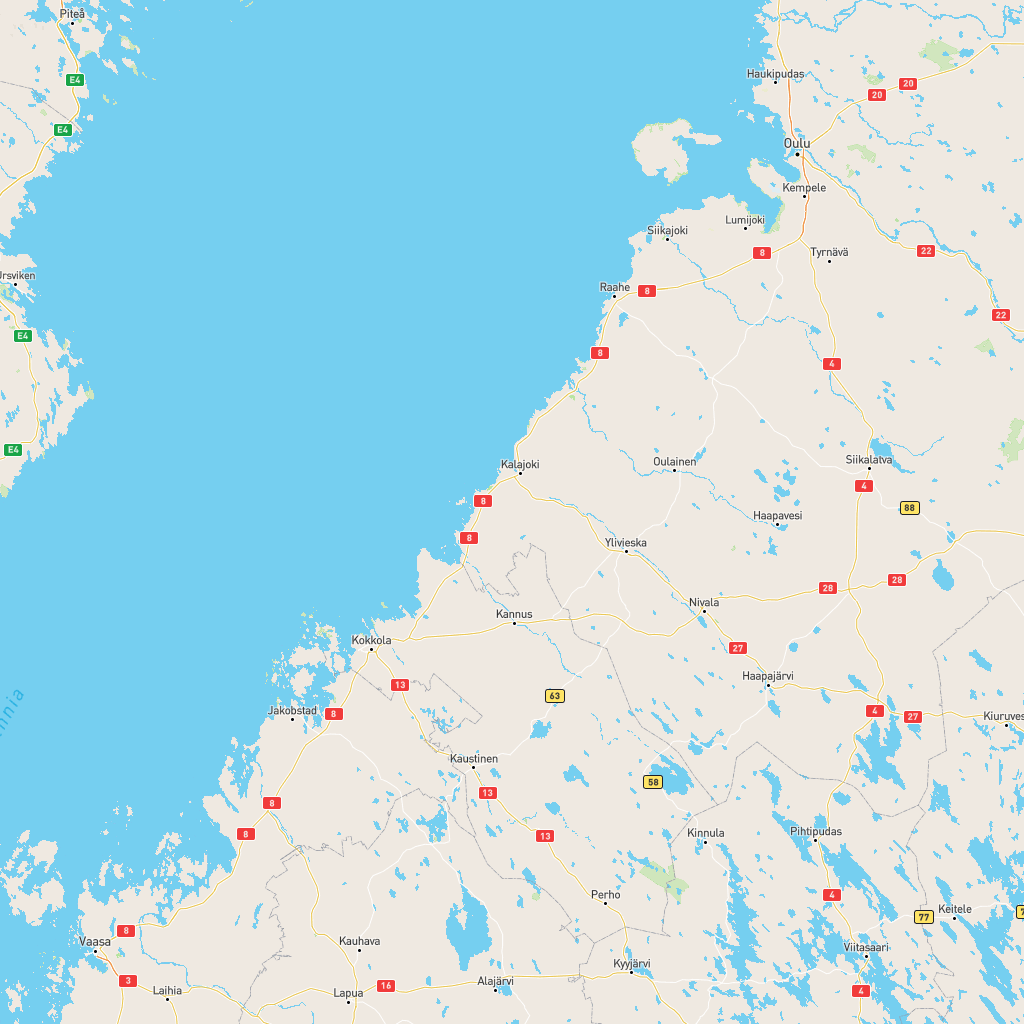 Piteå
Haukipudas
E4
20
20
E4
Oulu
Kempele
Lumijoki
Siikajoki
8
Tyrnävä
22
Ursviken
Raahe
8
22
E4
8
4
E4
Kalajoki
Oulainen
Siikalatva
4
8
88
Haapavesi
8
Ylivieska
28
28
Nivala
Kannus
Kokkola
27
Haapajärvi
13
63
Jakobstad
8
4
27
Kaustinen
58
13
8
8
13
Kinnula
Pihtipudas
Perho
4
77
Keitele
8
Vaasa
Kauhava
Viitasaari
3
Laihia
Lapua
16
Alajärvi
Kyyjärvi
4